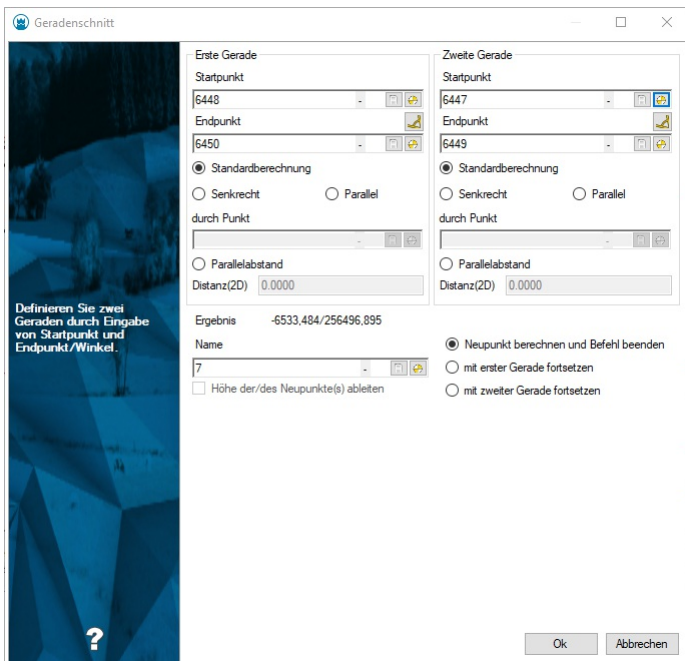 Geradenschnitt
Definieren Sie zwei
Geraden durch Eingabe
von Startpunkt und
Endpunkt/Winkel.
?
Erste Gerade
Startpunkt
6448 -
Endpunkt
6450 -
Standardberechnung
Senkrecht Parallel
durch Punkt
-
Parallelabstand
Distanz(2D) 0.0000
Zweite Gerade
Startpunkt
6447 -
Endpunkt
6449 -
Standardberechnung
Senkrecht Parallel
durch Punkt
-
Parallelabstand
Distanz(2D) 0.0000
Ergebnis -6533,484/256496,895
Name
7 -
Höhe der/des Neupunkte(s) ableiten
Neupunkt berechnen und Befehl beenden
mit erster Gerade fortsetzen
mit zweiter Gerade fortsetzen
Ok Abbrechen